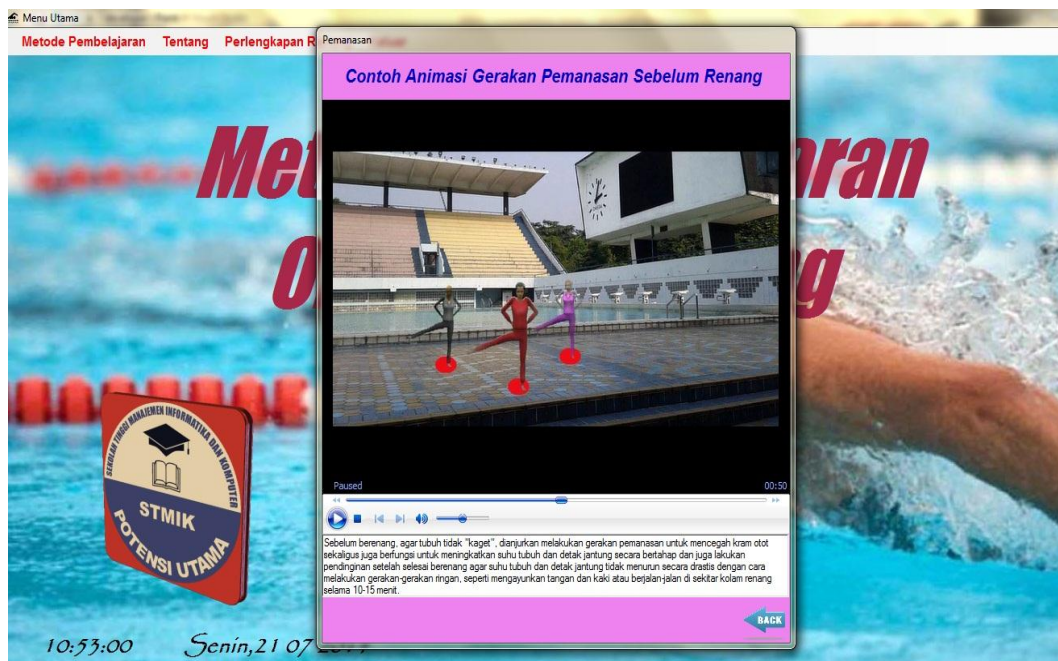 Menu Utama
Metode Pembelajaran Tentang Perlengkapan R
Pemanasan
Contoh Animasi Gerakan Pemanasan Sebelum Renang
Met
aran
O
g
Paused 00:50
Sebelum berenang, agar tubuh tidak "kaget", dianjurkan melakukan gerakan pemanasan untuk mencegah kram otot
sekaligus juga berfungsi untuk meningkatkan suhu tubuh dan detak jantung secara bertahap dan juga lakukan
pendinginan setelah selesai berenang agar suhu tubuh dan detak jantung tidak menurun secara drastis dengan cara
melakukan gerakan-gerakan ringan, seperti mengayunkan tangan dan kaki atau berjalan-jalan di sekitar kolam renang
selama 10-15 menit.
BACK
SEKOLAH TINGGI MANAJEMEN INFORMATIKA DAN KOMPUTER
STMIK
POTENSI UTAMA
10:53:00 Senin,21 07